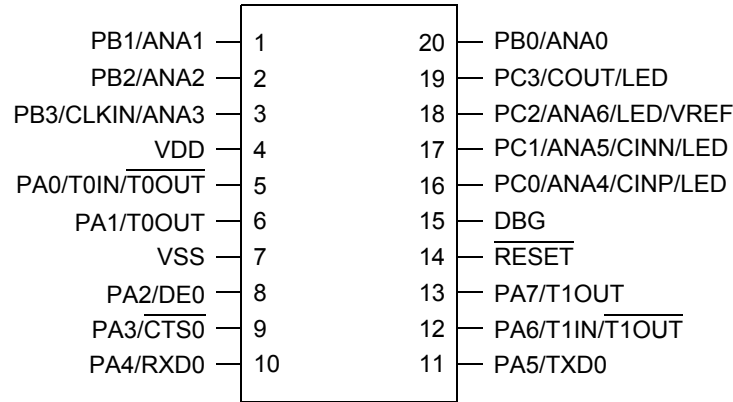 PB1/ANA1 1 20 PB0/ANA0
PB2/ANA2 2 19 PC3/COUT/LED
PB3/CLKIN/ANA3 3 18 PC2/ANA6/LED/VREF
VDD 4 17 PC1/ANA5/CINN/LED
PA0/T0IN/T0OUT 5 16 PC0/ANA4/CINP/LED
PA1/T0OUT 6 15 DBG
VSS 7 14 RESET
PA2/DE0 8 13 PA7/T1OUT
PA3/CTS0 9 12 PA6/T1IN/T1OUT
PA4/RXD0 10 11 PA5/TXD0